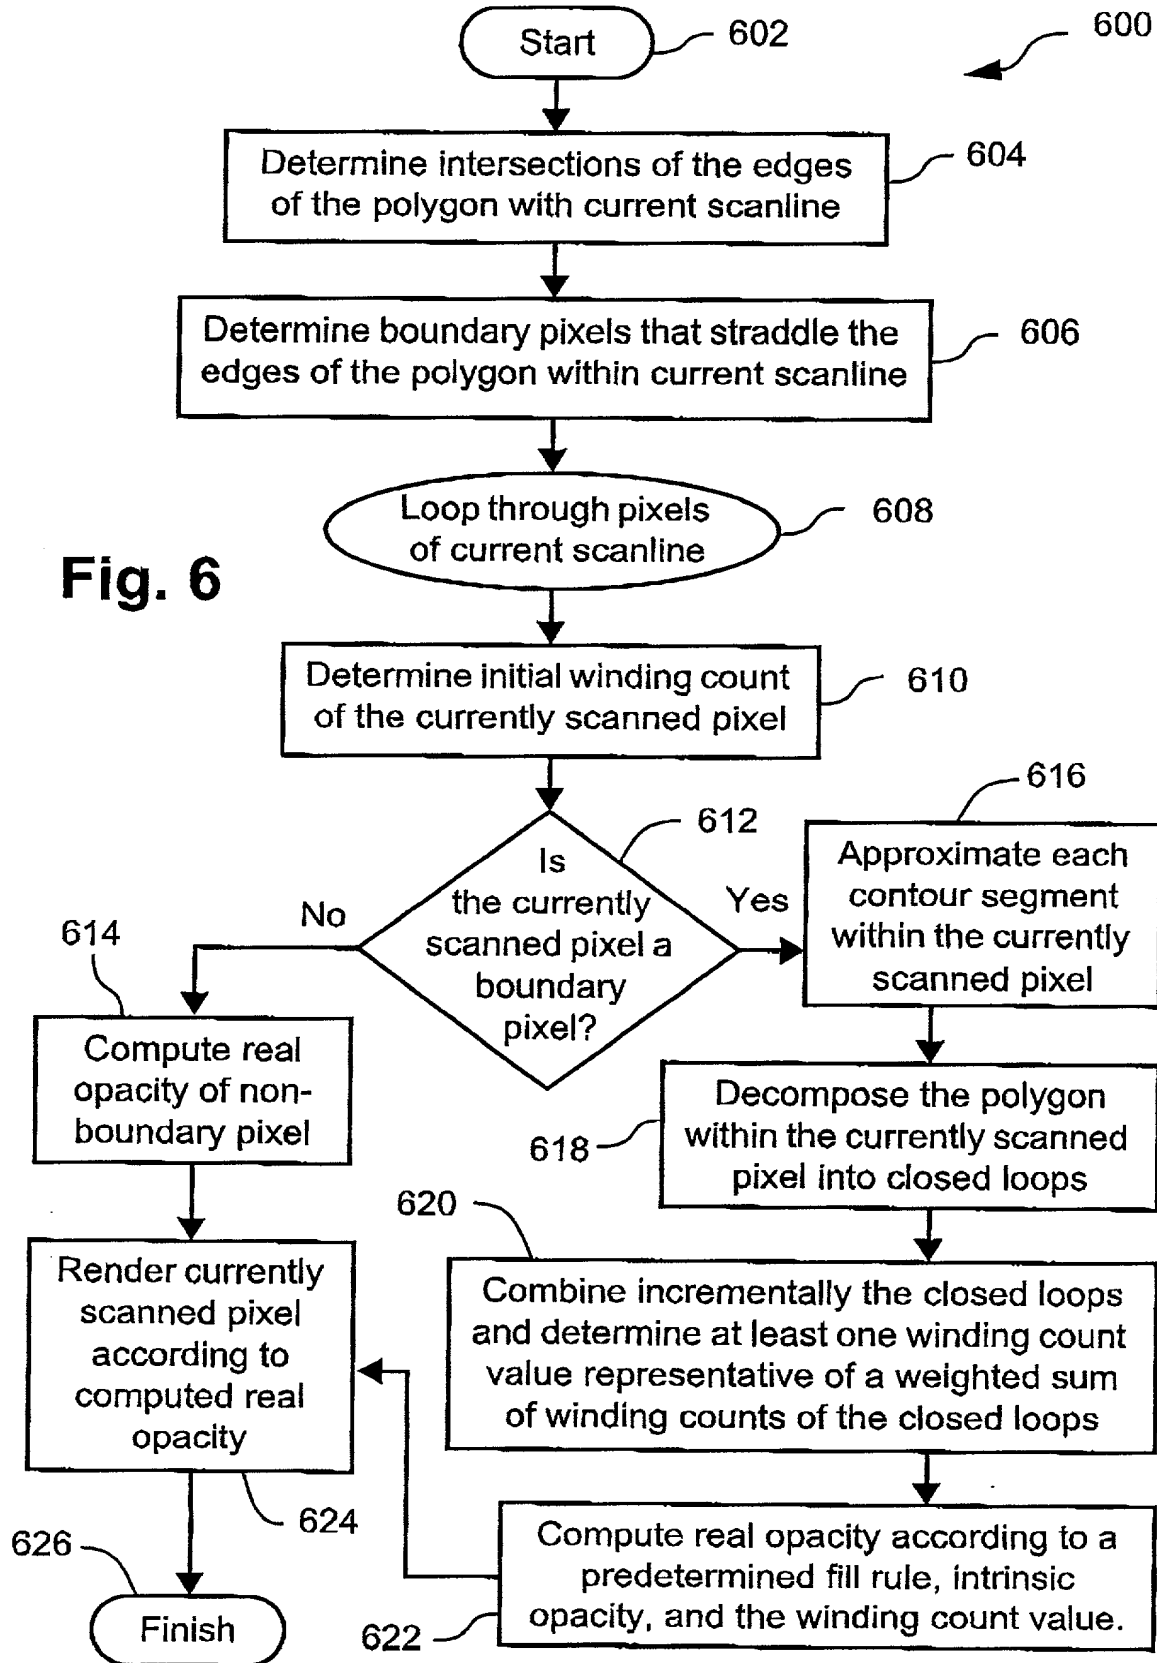 Start
602
600
Determine intersections of the edges
of the polygon with current scanline
604
Determine boundary pixels that straddle the
edges of the polygon within current scanline
606
Loop through pixels
of current scanline
608
Fig. 6
Determine initial winding count
of the currently scanned pixel
610
Is
the currently
scanned pixel a
boundary
pixel?
612
No
Yes
614
Compute real
opacity of non-
boundary pixel
616
Approximate each
contour segment
within the currently
scanned pixel
Decompose the polygon
within the currently scanned
pixel into closed loops
618
620
Combine incrementally the closed loops
and determine at least one winding count
value representative of a weighted sum
of winding counts of the closed loops
Render currently
scanned pixel
according to
computed real
opacity
624
Compute real opacity according to a
predetermined fill rule, intrinsic
opacity, and the winding count value.
622
626
Finish